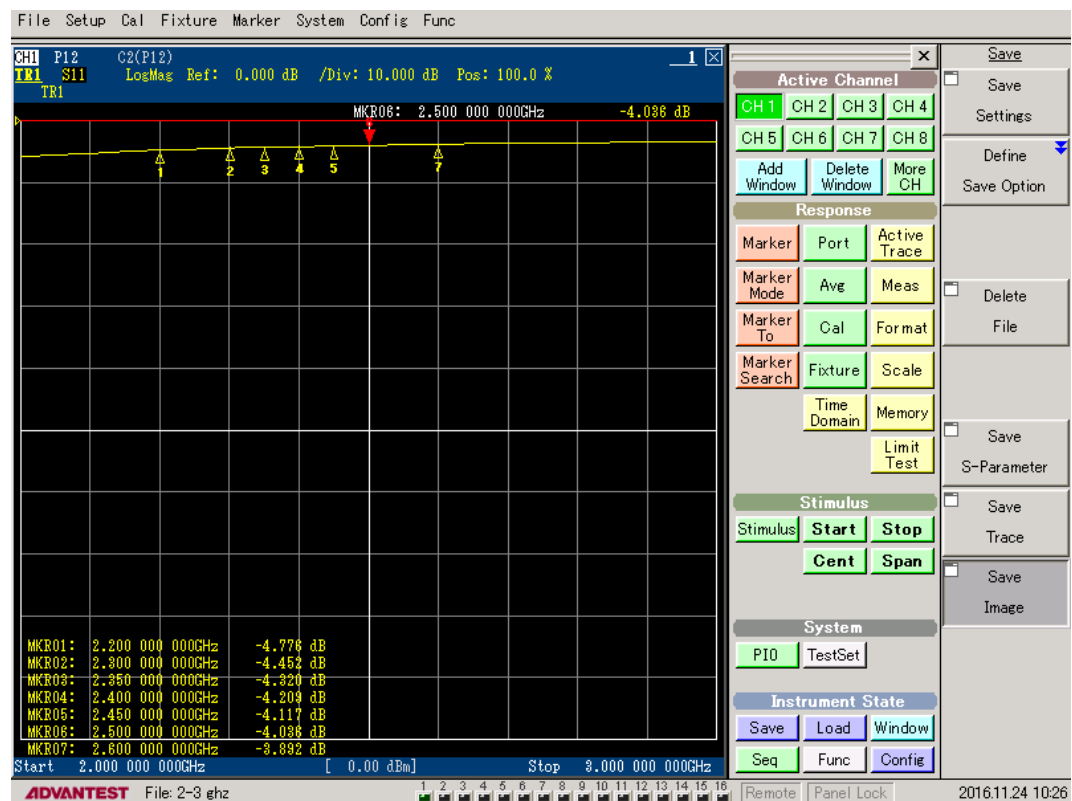 File Setup Cal Fixture Marker System Config Func
CH1 P12 C2(P12) 1
TR1 S11 LogMag Ref: 0.000 dB /Div: 10.000 dB Pos: 100.0 %
TR1
MKR06: 2.500 000 000GHz -4.036 dB
1 2 3 4 5 7
MKR01: 2.200 000 000GHz -4.776 dB
MKR02: 2.300 000 000GHz -4.452 dB
MKR03: 2.350 000 000GHz -4.320 dB
MKR04: 2.400 000 000GHz -4.209 dB
MKR05: 2.450 000 000GHz -4.117 dB
MKR06: 2.500 000 000GHz -4.036 dB
MKR07: 2.600 000 000GHz -3.892 dB
Start 2.000 000 000GHz [ 0.00 dBm] Stop 3.000 000 000GHz
Active Channel
CH 1 CH 2 CH 3 CH 4
CH 5 CH 6 CH 7 CH 8
Add Window Delete Window More CH
Response
Marker Port Active Trace
Marker Mode Avg Meas
Marker To Cal Format
Marker Search Fixture Scale
Time Domain Memory
Limit Test
Stimulus
Stimulus Start Stop
Cent Span
System
PIO TestSet
Instrument State
Save Load Window
Seq Func Config
Save
Save
Settings
Define
Save Option
Delete
File
Save
S-Parameter
Save
Trace
Save
Image
ADVANTEST File: 2-3 ghz 1 2 3 4 5 6 7 8 9 10 11 12 13 14 15 16 Remote Panel Lock 2016.11.24 10:26